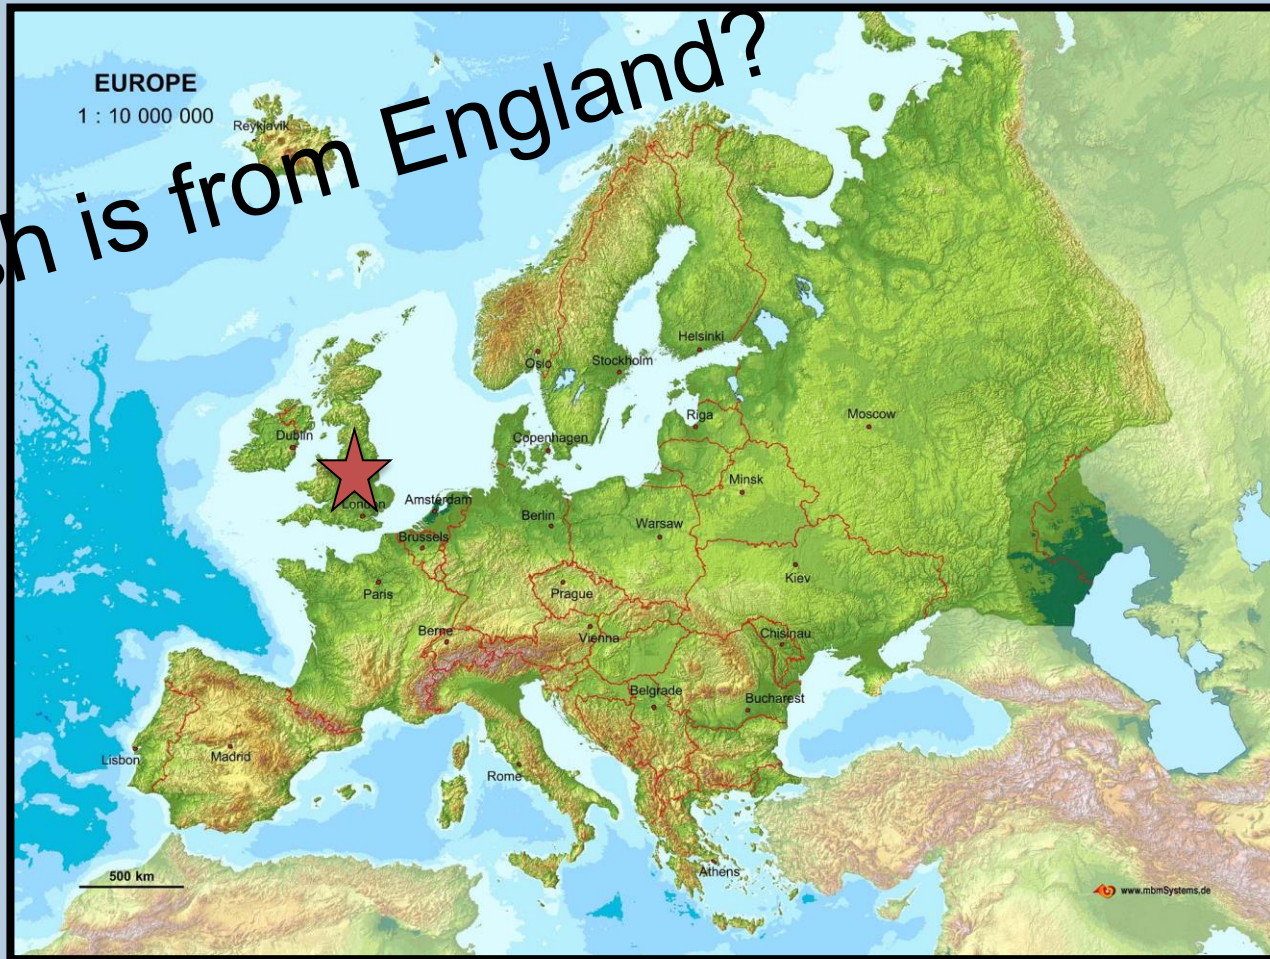 EUROPE
1 : 10 000 000
is from England?
Reykjavik
Helsinki
Oslo
Stockholm
Riga
Moscow
Dublin
Copenhagen
Minsk
London
Amsterdam
Berlin
Warsaw
Brussels
Kiev
Paris
Prague
Berne
Vienna
Chisinau
Belgrade
Bucharest
Lisbon
Madrid
Rome
Athens
500 km
www.mbmSystems.de